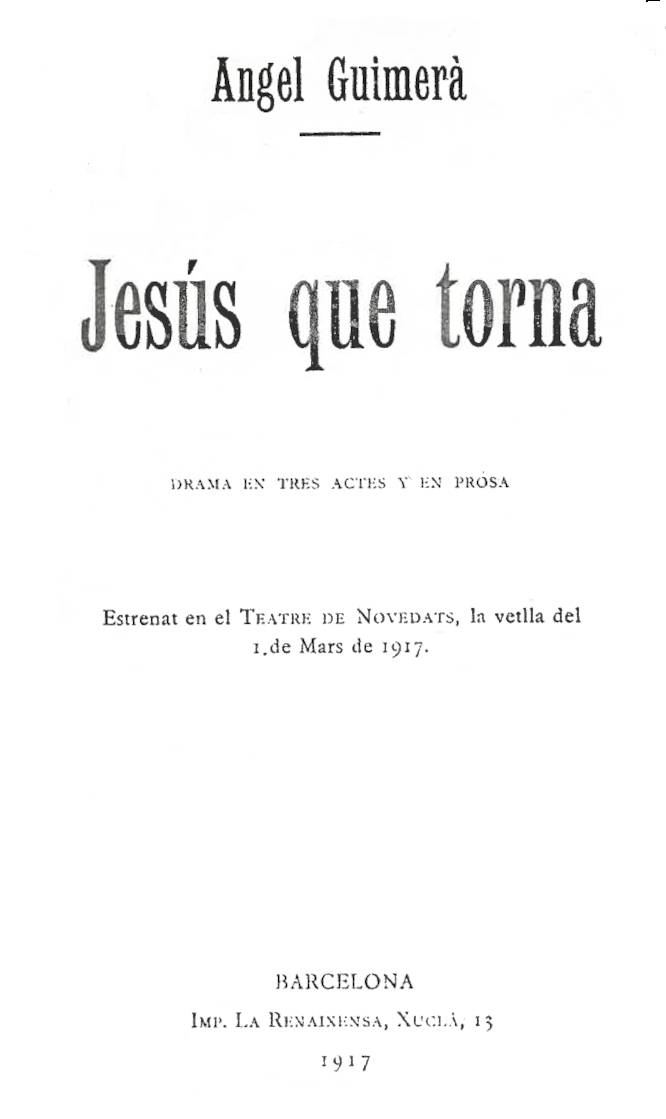 Angel Guimerà
Jesús que torna
DRAMA EN TRES ACTES Y EN PROSA
Estrenat en el TEATRE DE NOVEDATS, la vetlla del
1.de Mars de 1917.
BARCELONA
IMP. LA RENAIXENSA, XUCLÀ, 13
1917